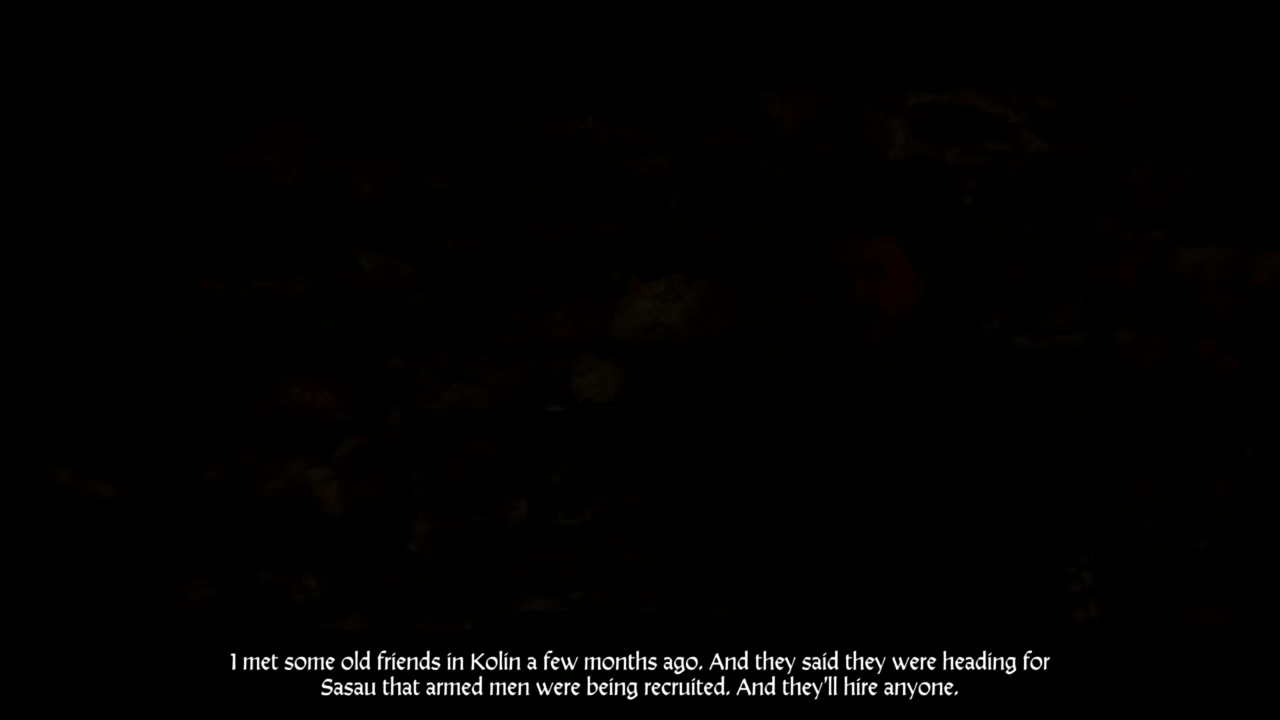 I met some old friends in Kolin a few months ago. And they said they were heading for
Sasau that armed men were being recruited. And they'll hire anyone.